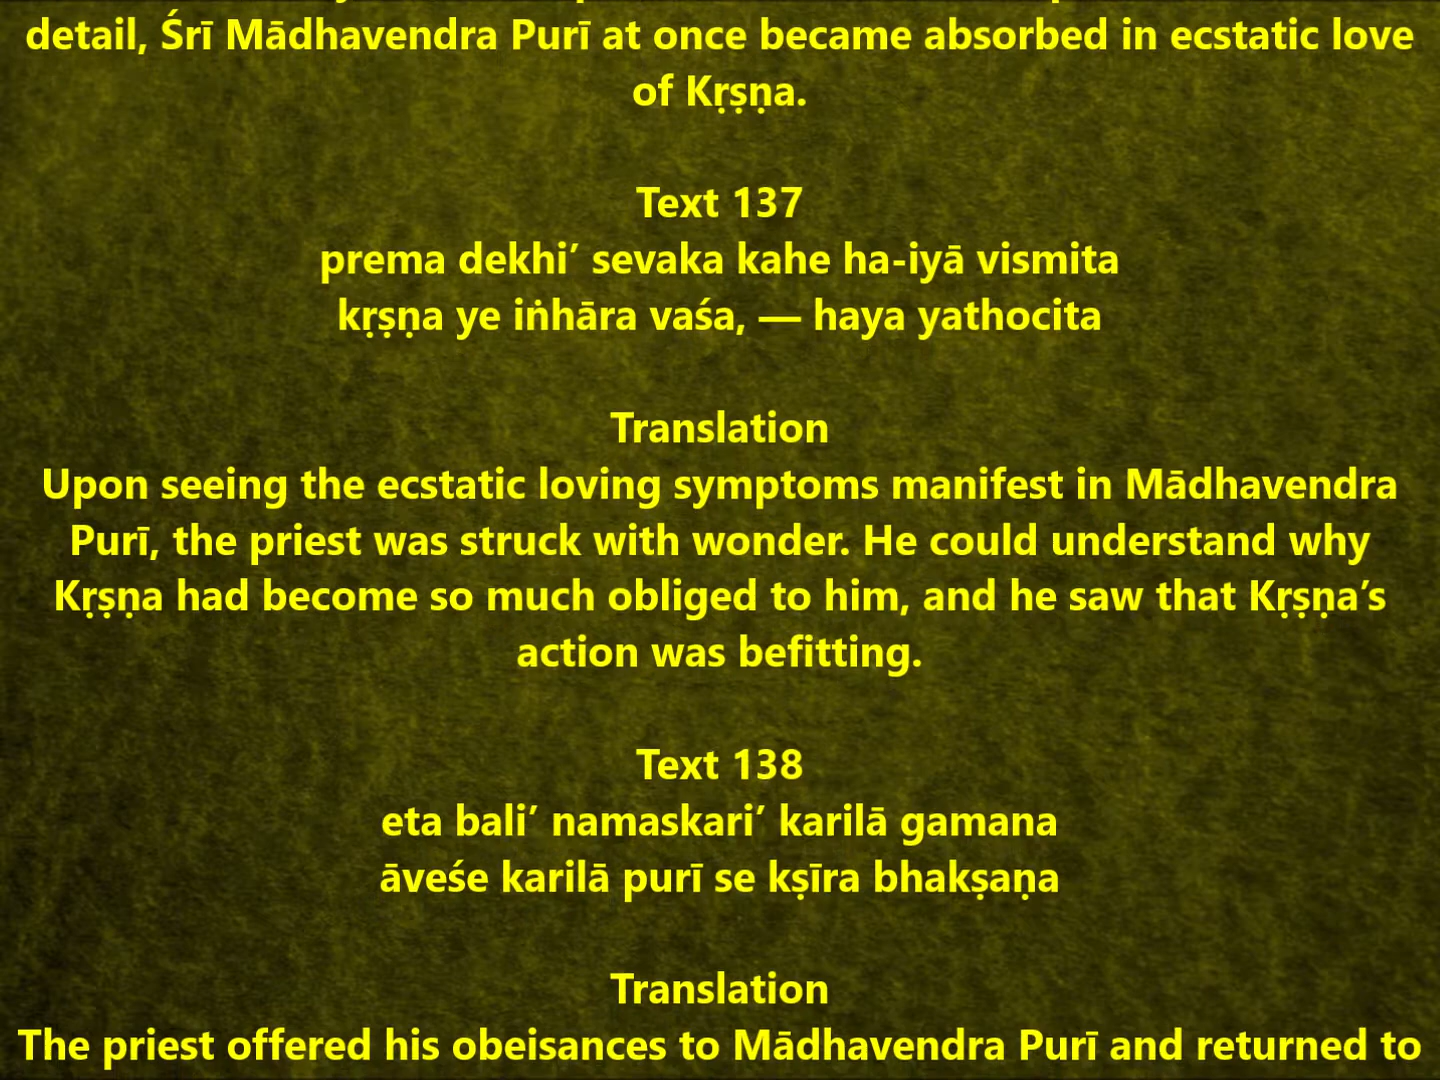 detail, Śrī Mādhavendra Purī at once became absorbed in ecstatic love
of Kṛṣṇa.
Text 137
prema dekhi’ sevaka kahe ha-iyā vismita
kṛṣṇa ye iṅhāra vaśa, — haya yathocita
Translation
Upon seeing the ecstatic loving symptoms manifest in Mādhavendra
Purī, the priest was struck with wonder. He could understand why
Kṛṣṇa had become so much obliged to him, and he saw that Kṛṣṇa’s
action was befitting.
Text 138
eta bali’ namaskari’ karilā gamana
āveśe karilā purī se kṣīra bhakṣaṇa
Translation
The priest offered his obeisances to Mādhavendra Purī and returned to